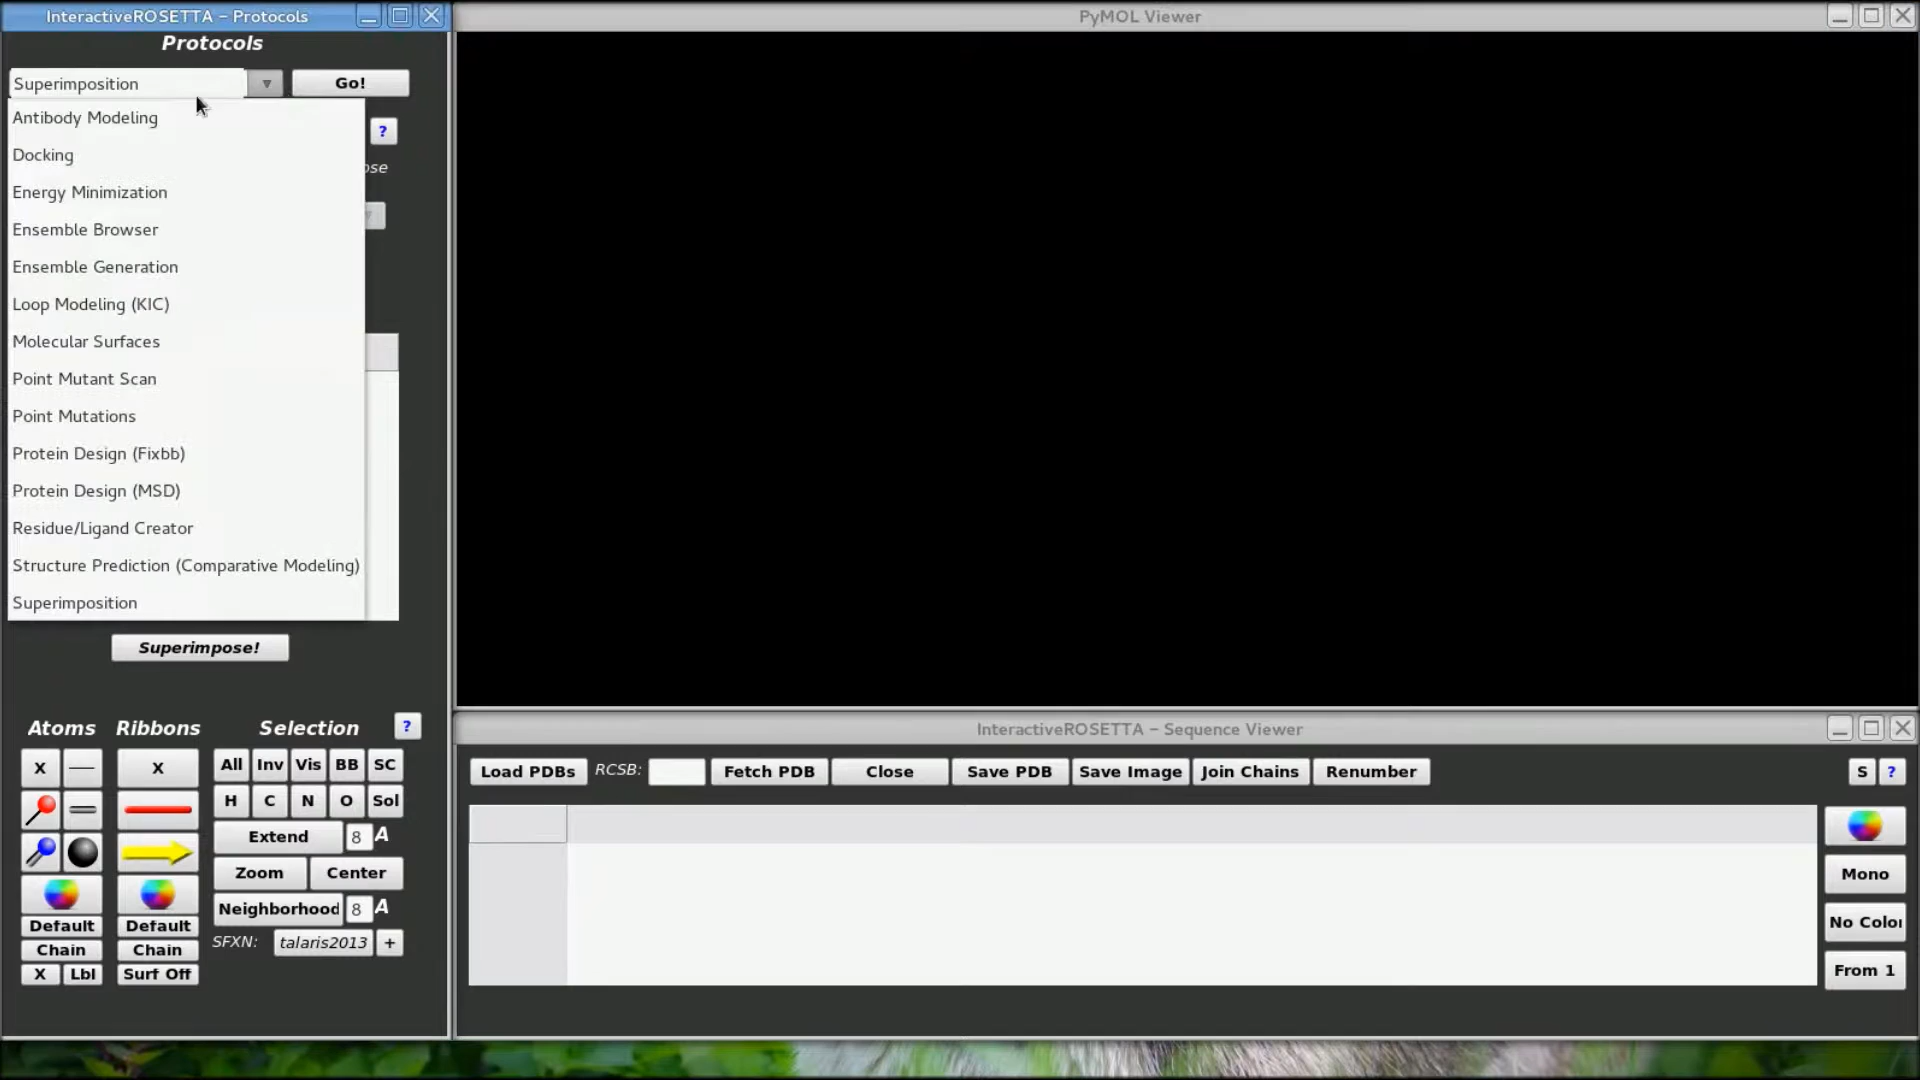 InteractiveROSETTA – Protocols
Protocols
Superimposition
Go!
Antibody Modeling
?
Docking
ose
Energy Minimization
Ensemble Browser
Ensemble Generation
Loop Modeling (KIC)
Molecular Surfaces
Point Mutant Scan
Point Mutations
Protein Design (Fixbb)
Protein Design (MSD)
Residue/Ligand Creator
Structure Prediction (Comparative Modeling)
Superimposition
Superimpose!
Atoms Ribbons Selection ?
X X All Inv Vis BB SC
H C N O Sol
Extend 8 A
Zoom Center
Neighborhood 8 A
Default Default
SFXN: talaris2013 +
Chain Chain
X Lbl Surf Off
PyMOL Viewer
InteractiveROSETTA – Sequence Viewer
Load PDBs RCSB: Fetch PDB Close Save PDB Save Image Join Chains Renumber S ?
Mono
No Color
From 1